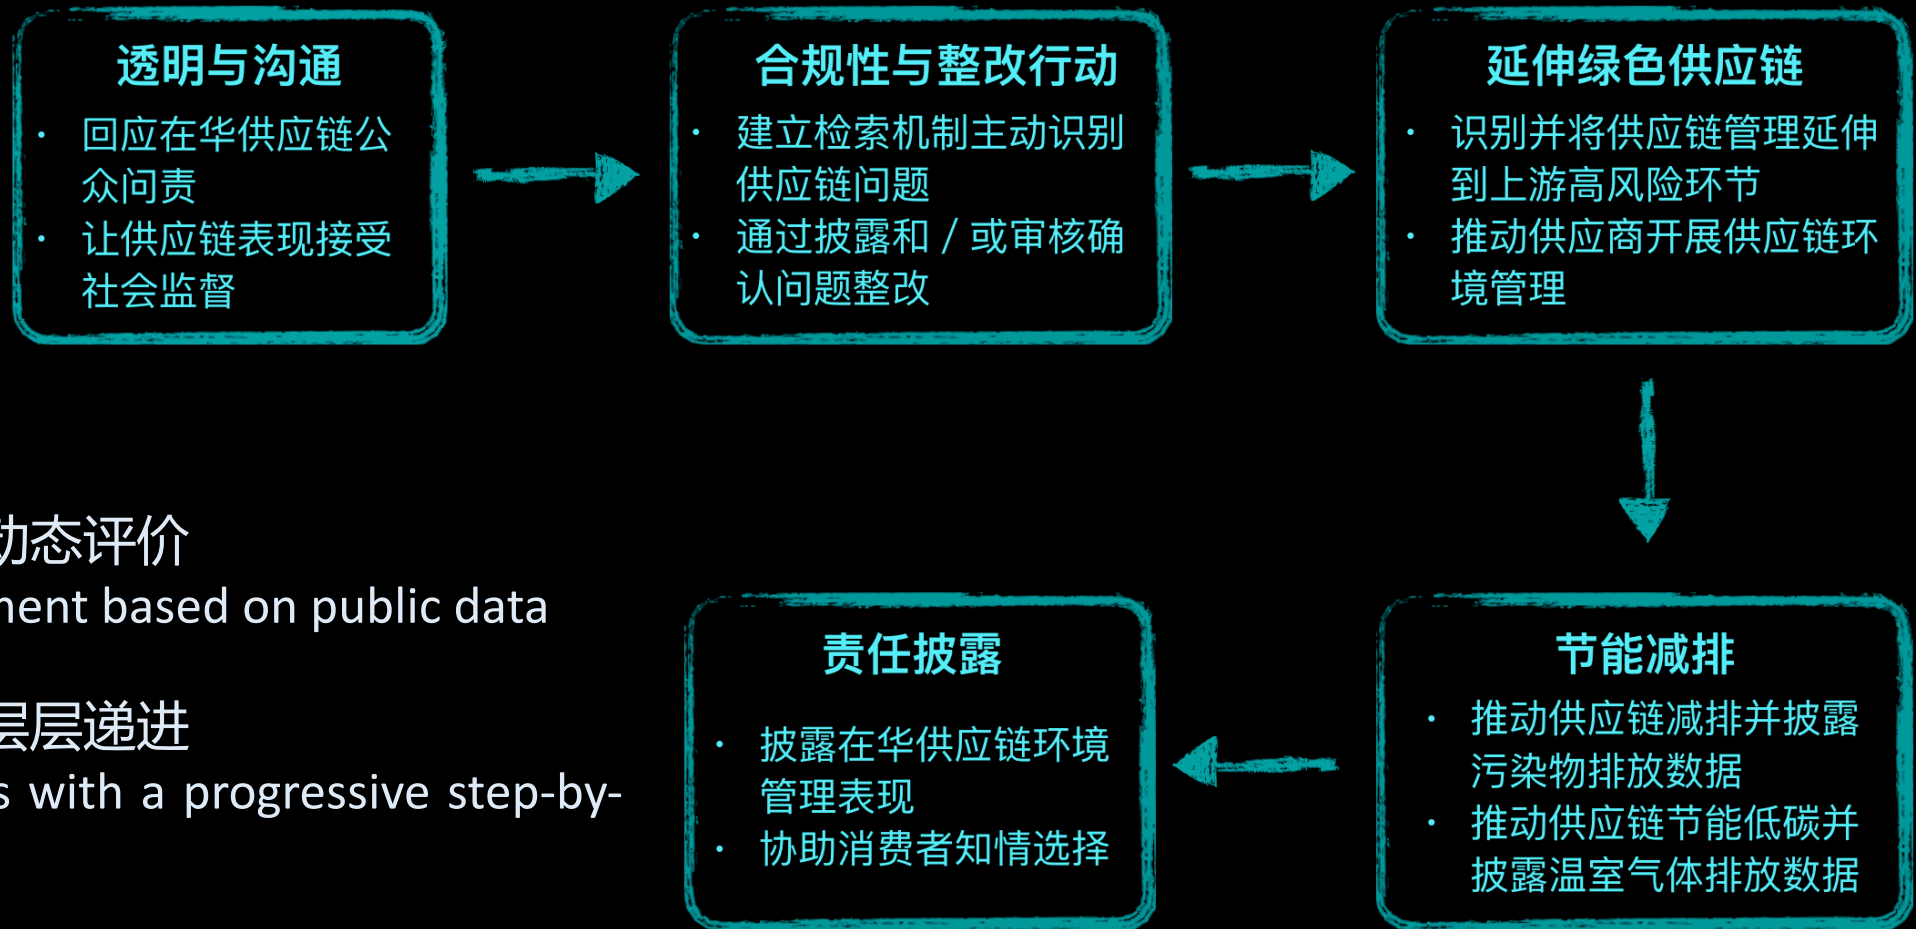 透明与沟通
· 回应在华供应链公
众问责
· 让供应链表现接受
社会监督
合规性与整改行动
· 建立检索机制主动识别
供应链问题
· 通过披露和 / 或审核确
认问题整改
延伸绿色供应链
· 识别并将供应链管理延伸
到上游高风险环节
· 推动供应商开展供应链环
境管理
动态评价
ment based on public data
层层递进
s with a progressive step-by-
责任披露
· 披露在华供应链环境
管理表现
· 协助消费者知情选择
节能减排
· 推动供应链减排并披露
污染物排放数据
· 推动供应链节能低碳并
披露温室气体排放数据